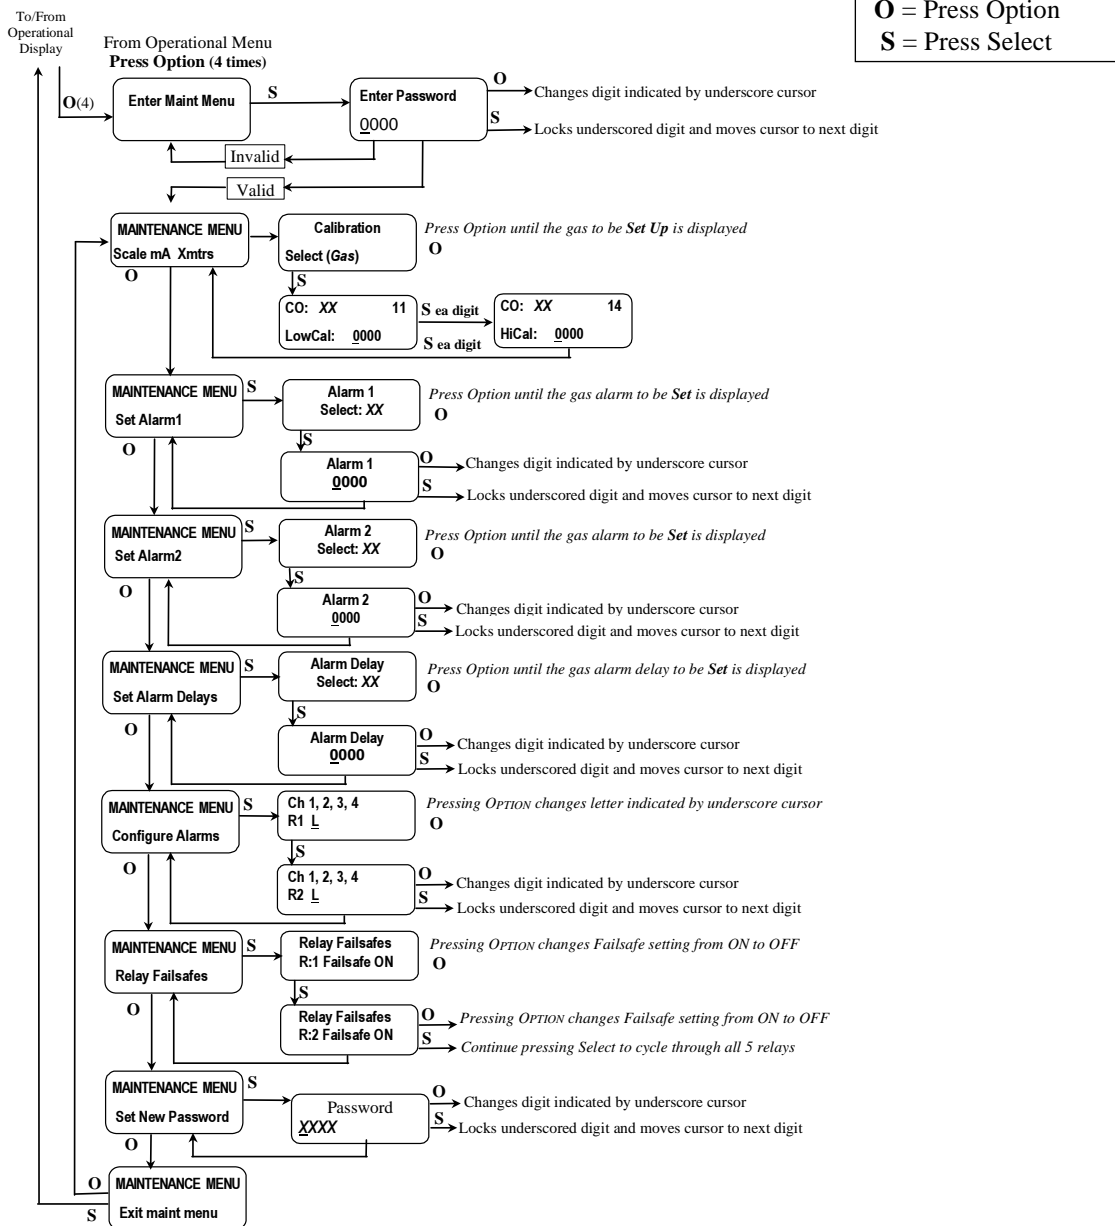 To/From
Operational
Display
O = Press Option
S = Press Select
From Operational Menu
Press Option (4 times)
O(4)
Enter Maint Menu
S
Enter Password
0000
O
Changes digit indicated by underscore cursor
S
Locks underscored digit and moves cursor to next digit
Invalid
Valid
MAINTENANCE MENU
Scale mA Xmtrs
O
Calibration
Select (Gas)
Press Option until the gas to be Set Up is displayed
O
S
CO: XX 11
LowCal: 0000
S ea digit
S ea digit
CO: XX 14
HiCal: 0000
MAINTENANCE MENU
Set Alarm1
S
O
Alarm 1
Select: XX
Press Option until the gas alarm to be Set is displayed
O
S
Alarm 1
0000
O
Changes digit indicated by underscore cursor
S
Locks underscored digit and moves cursor to next digit
MAINTENANCE MENU
Set Alarm2
S
O
Alarm 2
Select: XX
Press Option until the gas alarm to be Set is displayed
O
S
Alarm 2
0000
O
Changes digit indicated by underscore cursor
S
Locks underscored digit and moves cursor to next digit
MAINTENANCE MENU
Set Alarm Delays
S
O
Alarm Delay
Select: XX
Press Option until the gas alarm delay to be Set is displayed
O
S
Alarm Delay
0000
O
Changes digit indicated by underscore cursor
S
Locks underscored digit and moves cursor to next digit
MAINTENANCE MENU
Configure Alarms
S
O
Ch 1, 2, 3, 4
R1 L
Pressing OPTION changes letter indicated by underscore cursor
O
S
Ch 1, 2, 3, 4
R2 L
O
Changes digit indicated by underscore cursor
S
Locks underscored digit and moves cursor to next digit
MAINTENANCE MENU
Relay Failsafes
S
O
Relay Failsafes
R:1 Failsafe ON
Pressing OPTION changes Failsafe setting from ON to OFF
O
S
Relay Failsafes
R:2 Failsafe ON
O
Pressing OPTION changes Failsafe setting from ON to OFF
S
Continue pressing Select to cycle through all 5 relays
MAINTENANCE MENU
Set New Password
S
O
Password
XXXX
O
Changes digit indicated by underscore cursor
S
Locks underscored digit and moves cursor to next digit
MAINTENANCE MENU
Exit maint menu
O
S